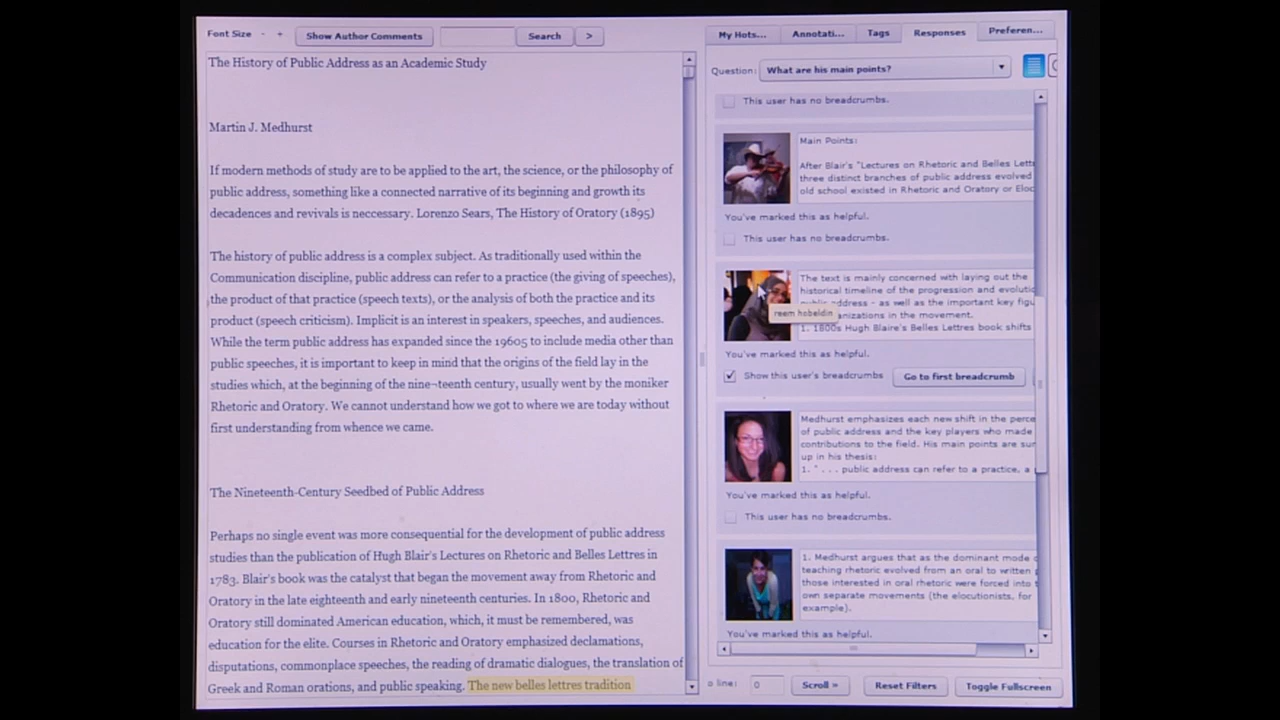 Font Size - +
Show Author Comments
Search
>
My Hots...
Annotati...
Tags
Responses
Preferen...
The History of Public Address as an Academic Study
Martin J. Medhurst
If modern methods of study are to be applied to the art, the science, or the philosophy of
public address, something like a connected narrative of its beginning and growth its
decadences and revivals is neccessary. Lorenzo Sears, The History of Oratory (1895)
The history of public address is a complex subject. As traditionally used within the
Communication discipline, public address can refer to a practice (the giving of speeches),
the product of that practice (speech texts), or the analysis of both the practice and its
product (speech criticism). Implicit is an interest in speakers, speeches, and audiences.
While the term public address has expanded since the 1960s to include media other than
public speeches, it is important to keep in mind that the origins of the field lay in the
studies which, at the beginning of the nine¬teenth century, usually went by the moniker
Rhetoric and Oratory. We cannot understand how we got to where we are today without
first understanding from whence we came.
The Nineteenth-Century Seedbed of Public Address
Perhaps no single event was more consequential for the development of public address
studies than the publication of Hugh Blair's Lectures on Rhetoric and Belles Lettres in
1783. Blair's book was the catalyst that began the movement away from Rhetoric and
Oratory in the late eighteenth and early nineteenth centuries. In 1800, Rhetoric and
Oratory still dominated American education, which, it must be remembered, was
education for the elite. Courses in Rhetoric and Oratory emphasized declamations,
disputations, commonplace speeches, the reading of dramatic dialogues, the translation of
Greek and Roman orations, and public speaking. The new belles lettres tradition
Question: What are his main points?
This user has no breadcrumbs.
Main Points:
After Blair's "Lectures on Rhetoric and Belles Lett
three distinct branches of public address evolved
old school existed in Rhetoric and Oratory or Eloc
You've marked this as helpful.
This user has no breadcrumbs.
The text is mainly concerned with laying out the
historical timeline of the progression and evolutio
address - as well as the important key figu
anizations in the movement.
reem hobeldin
1. 1800s Hugh Blaire's Belles Lettres book shifts
You've marked this as helpful.
Show this user's breadcrumbs
Go to first breadcrumb
Medhurst emphasizes each new shift in the perce
of public address and the key players who made
contributions to the field. His main points are sum
up in his thesis:
1. " . . . public address can refer to a practice, a
You've marked this as helpful.
This user has no breadcrumbs.
1. Medhurst argues that as the dominant mode o
teaching rhetoric evolved from an oral to written
those interested in oral rhetoric were forced into t
own separate movements (the elocutionists, for
example).
You've marked this as helpful.
o line: 0
Scroll »
Reset Filters
Toggle Fullscreen